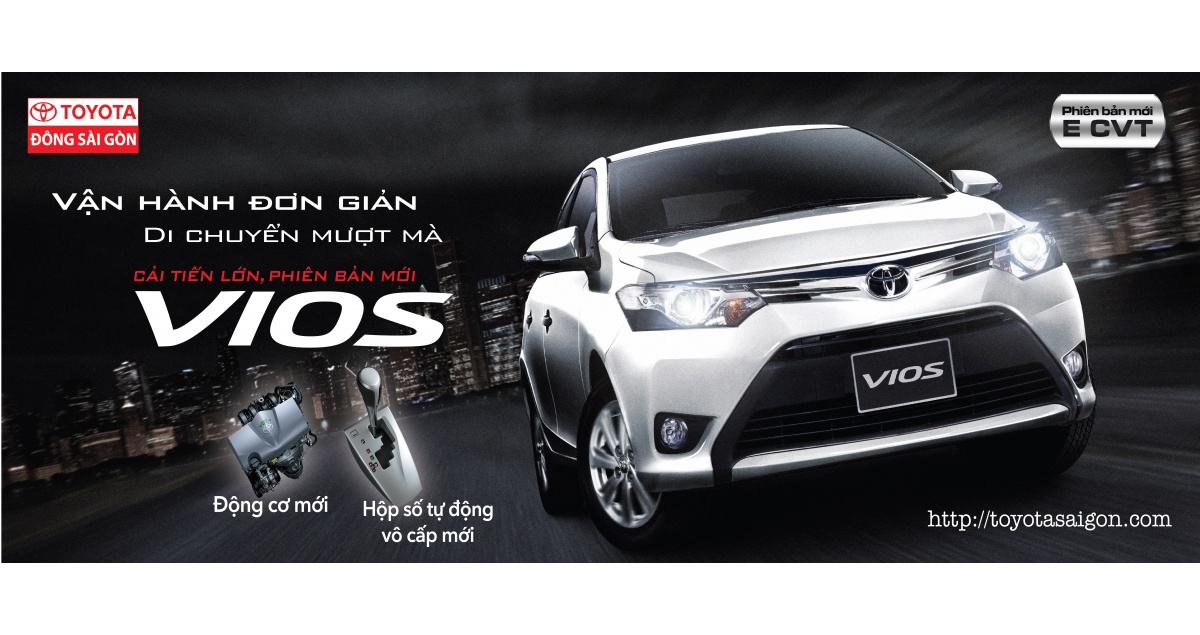 TOYOTA
ĐÔNG SÀI GÒN
Phiên bản mới
E CVT
VẬN HÀNH ĐƠN GIẢN
DI CHUYỂN MƯỢT MÀ
CẢI TIẾN LỚN, PHIÊN BẢN MỚI
VIOS
VIOS
Động cơ mới
Hộp số tự động
vô cấp mới
http://toyotasaigon.com